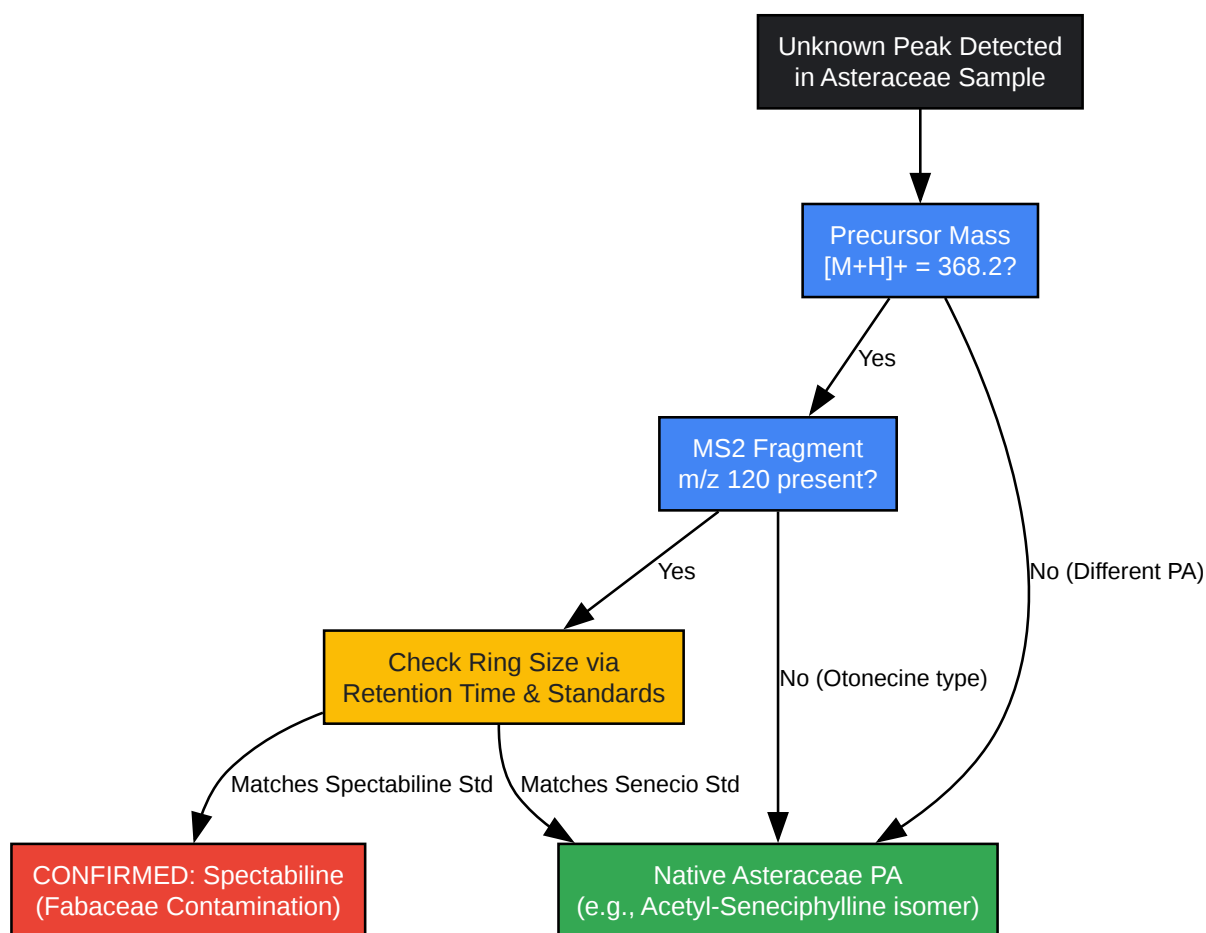 Unknown Peak Detected
in Asteraceae Sample
Precursor Mass
[M+H]+ = 368.2?
Yes
MS2 Fragment
m/z 120 present?
Yes
No (Different PA)
Check Ring Size via
Retention Time & Standards
No (Otonecine type)
Matches Spectabiline Std
Matches Senecio Std
CONFIRMED: Spectabiline
(Fabaceae Contamination)
Native Asteraceae PA
(e.g., Acetyl-Seneciphylline isomer)